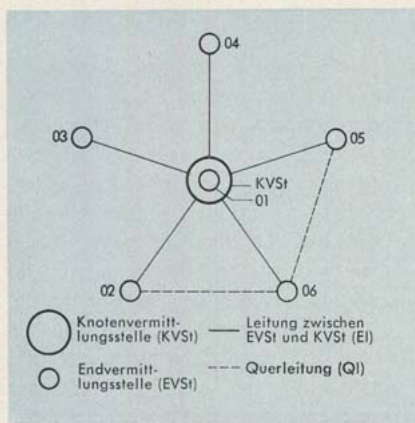 04
03
05
KVSt
01
02
06
Knotenvermitt-
lungsstelle (KVSt)
Leitung zwischen
EVSt und KVSt (El)
Endvermitt-
lungsstelle (EVSt)
Querleitung (Ql)